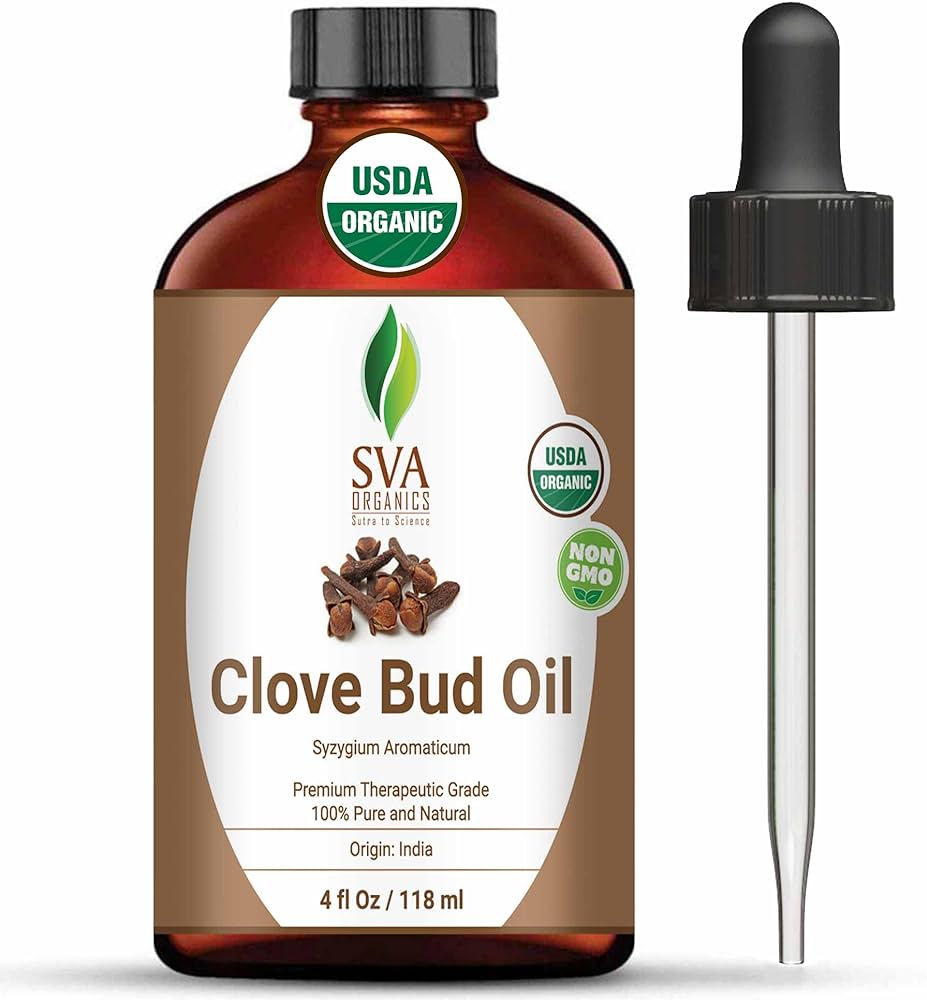 USDA
ORGANIC
SVA
ORGANICS
Sutra to Science
USDA
ORGANIC
NON
GMO
Clove Bud Oil
Syzygium Aromaticum
Premium Therapeutic Grade
100% Pure and Natural
Origin: India
4 fl Oz / 118 ml